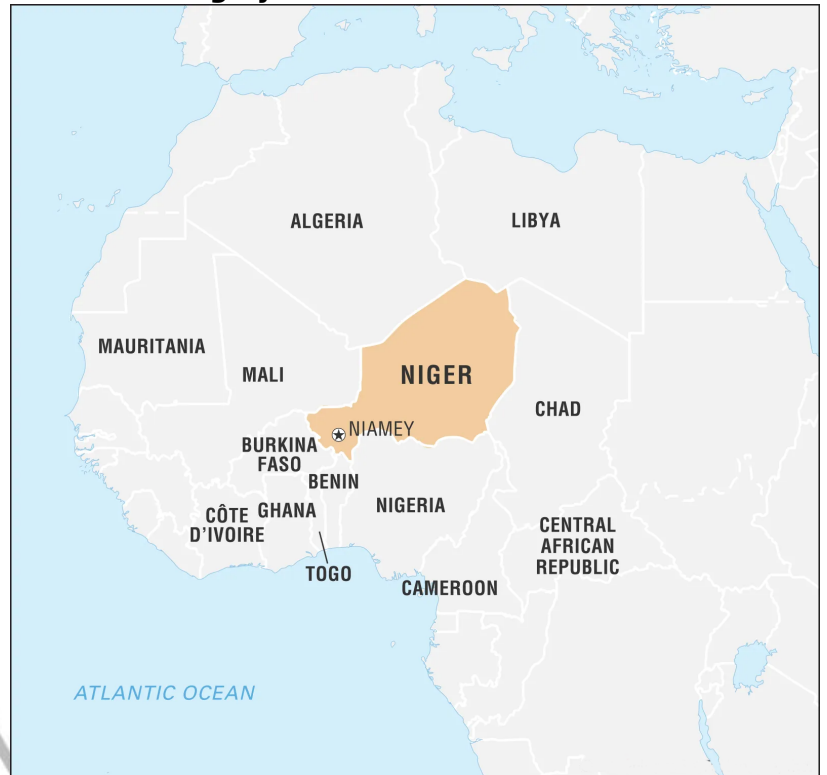 ALGERIA
LIBYA
MAURITANIA
MALI
NIGER
CHAD
NIAMEY
BURKINA
FASO
BENIN
NIGERIA
CÔTE
D'IVOIRE
GHANA
TOGO
CENTRAL
AFRICAN
REPUBLIC
CAMEROON
ATLANTIC OCEAN